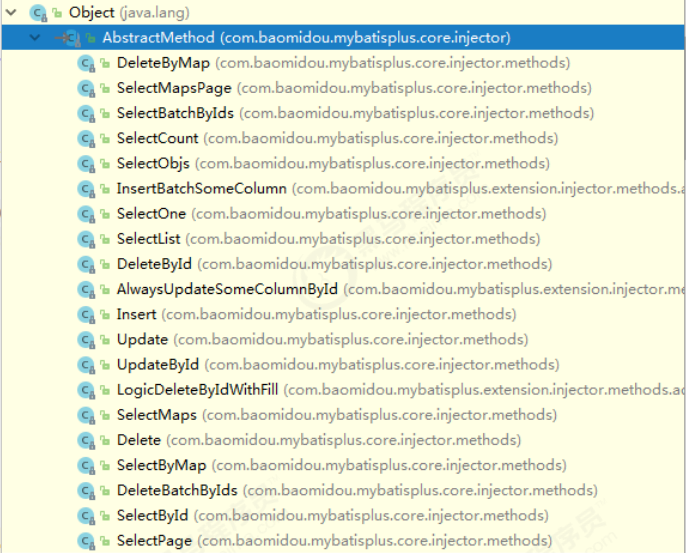 Object (java.lang)
AbstractMethod (com.baomidou.mybatisplus.core.injector)
DeleteByMap (com.baomidou.mybatisplus.core.injector.methods)
SelectMapsPage (com.baomidou.mybatisplus.core.injector.methods)
SelectBatchByIds (com.baomidou.mybatisplus.core.injector.methods)
SelectCount (com.baomidou.mybatisplus.core.injector.methods)
SelectObjs (com.baomidou.mybatisplus.core.injector.methods)
InsertBatchSomeColumn (com.baomidou.mybatisplus.extension.injector.methods.a
SelectOne (com.baomidou.mybatisplus.core.injector.methods)
SelectList (com.baomidou.mybatisplus.core.injector.methods)
DeleteById (com.baomidou.mybatisplus.core.injector.methods)
AlwaysUpdateSomeColumnById (com.baomidou.mybatisplus.extension.injector.me
Insert (com.baomidou.mybatisplus.core.injector.methods)
Update (com.baomidou.mybatisplus.core.injector.methods)
UpdateById (com.baomidou.mybatisplus.core.injector.methods)
LogicDeleteByIdWithFill (com.baomidou.mybatisplus.extension.injector.methods.ad
SelectMaps (com.baomidou.mybatisplus.core.injector.methods)
Delete (com.baomidou.mybatisplus.core.injector.methods)
SelectByMap (com.baomidou.mybatisplus.core.injector.methods)
DeleteBatchByIds (com.baomidou.mybatisplus.core.injector.methods)
SelectById (com.baomidou.mybatisplus.core.injector.methods)
SelectPage (com.baomidou.mybatisplus.core.injector.methods)